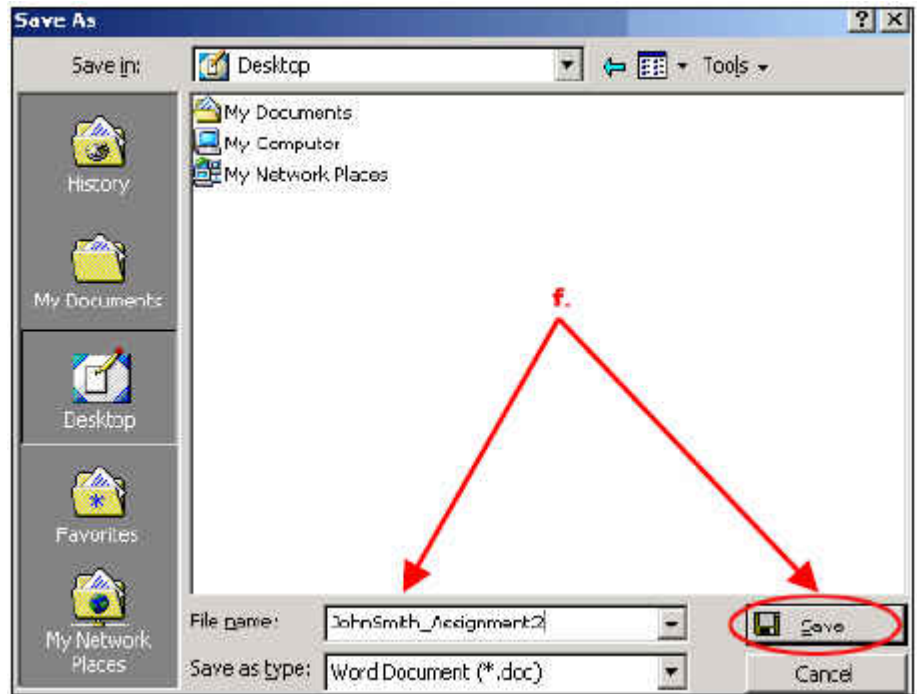 Save As
Save in:
Desktop
Tools
My Documents
My Computer
My Network Places
History
My Documents
Desktop
Favorites
My Network
Places
f.
File name:
JohnSmith_Assignment2
Save
Save as type:
Word Document (*.doc)
Cancel